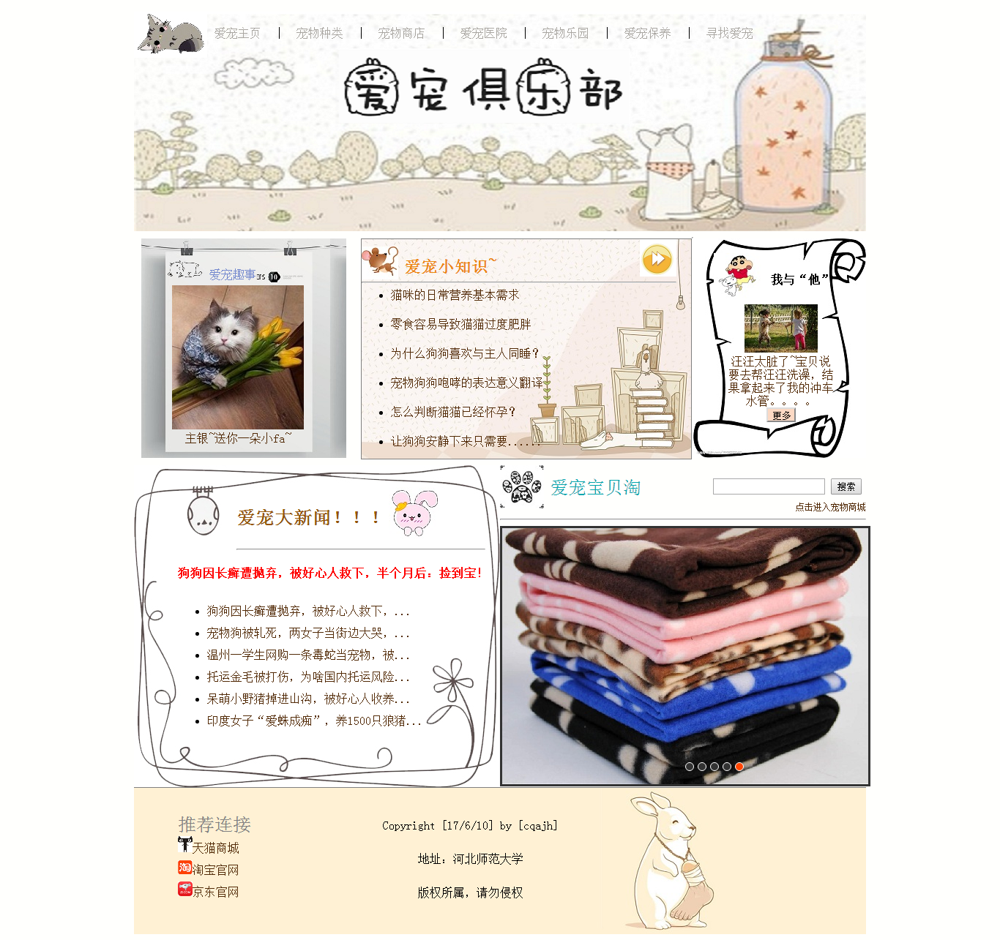 爱宠主页 | 宠物种类 | 宠物商店 | 爱宠医院 | 宠物乐园 | 爱宠保养 | 寻找爱宠
爱宠俱乐部
爱宠趣事
10
主银~送你一朵小fa~
爱宠小知识~
猫咪的日常营养基本需求
零食容易导致猫猫过度肥胖
为什么狗狗喜欢与主人同睡?
宠物狗狗咆哮的表达意义翻译
怎么判断猫猫已经怀孕?
让狗狗安静下来只需要......
我与“他”
汪汪太脏了~宝贝说
要去帮汪汪洗澡，结
果拿起来了我的冲车
水管。。。。
更多
爱宠大新闻！！！
狗狗因长癣遭抛弃，被好心人救下，半个月后：捡到宝!
狗狗因长癣遭抛弃，被好心人救下，...
宠物狗被轧死，两女子当街边大哭，...
温州一学生网购一条毒蛇当宠物，被...
托运金毛被打伤，为啥国内托运风险...
呆萌小野猪掉进山沟，被好心人收养...
印度女子“爱蛛成痴”，养1500只狼猪...
爱宠宝贝淘
搜索
点击进入宠物商城
推荐连接
天猫商城
淘
淘宝官网
京东官网
Copyright [17/6/10] by [cqajh]
地址：河北师范大学
版权所属，请勿侵权